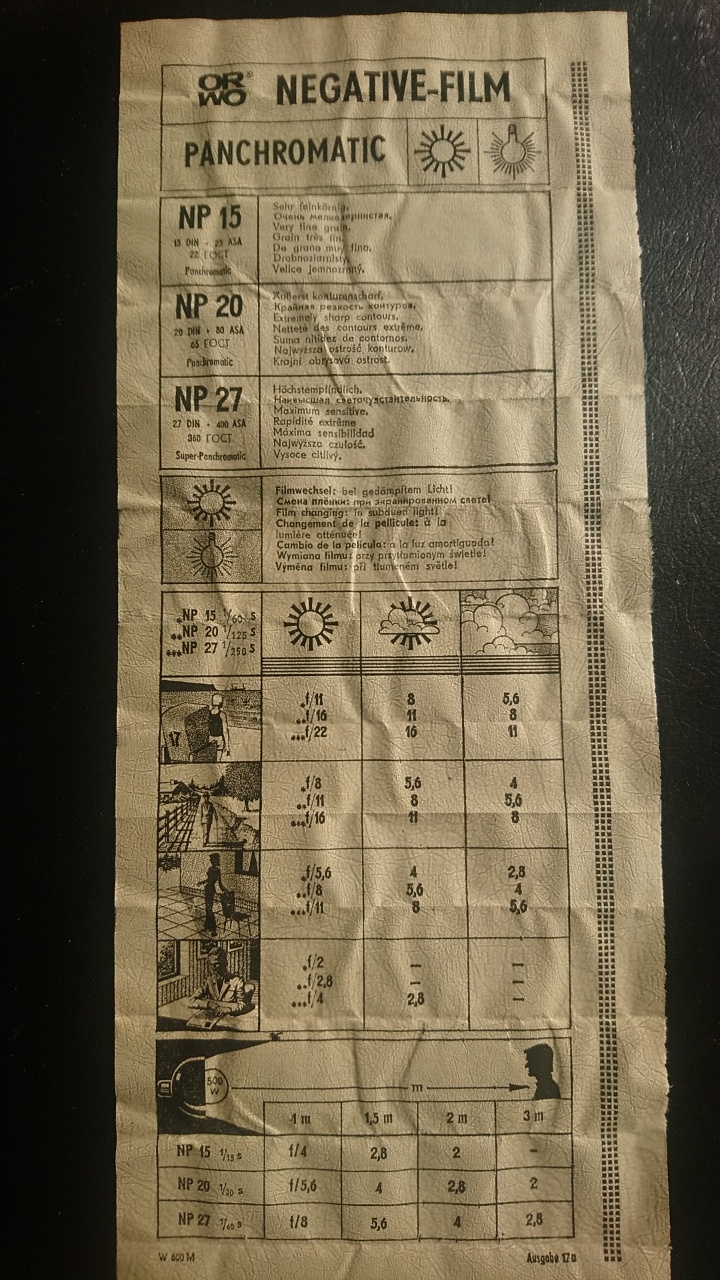 ORWO® NEGATIVE-FILM
PANCHROMATIC
NP 15
15 DIN · 25 ASA
22 ГОСТ
Panchromatic
Sehr feinkörnig.
Очень мелкозернистая.
Very fine grain.
Grain très fin.
De grano muy fino.
Drobnoziarnisty.
Velice jemnozrnný.
NP 20
20 DIN · 80 ASA
65 ГОСТ
Panchromatic
Äußerst konturenscharf.
Крайняя резкость контуров.
Extremely sharp contours.
Netteté des contours extrême.
Suma nitidez de contornos.
Najwyższa ostrość konturow.
Krajní obrysová ostrost.
NP 27
27 DIN · 400 ASA
360 ГОСТ
Super-Panchromatic
Höchstempfindlich.
Наивысшая светочувствительность.
Maximum sensitive.
Rapidité extrême
Máxima sensibilidad
Najwyższa czułość.
Vysoce citlivý.
Filmwechsel: bei gedämpftem Licht!
Смена плёнки: при экранированном свете!
Film changing: in subdued light!
Changement de la pellicule: à la
lumière atténuée!
Cambio de la película: a la luz amortiguada!
Wymiana filmu: przy przytłumionym świetle!
Výměna filmu: při tlumeném světle!
.NP 15 1/60 s
..NP 20 1/125 s
...NP 27 1/250 s
.f/11 8 5,6
..f/16 11 8
...f/22 16 11
17
.f/8 5,6 4
..f/11 8 5,6
...f/16 11 8
.f/5,6 4 2,8
..f/8 5,6 4
...f/11 8 5,6
.f/2 – –
..f/2,8 – –
...f/4 2,8 –
500 W
m
1 m 1,5 m 2 m 3 m
NP 15 1/15 s f/4 2,8 2 –
NP 20 1/30 s f/5,6 4 2,8 2
NP 27 1/60 s f/8 5,6 4 2,8
W 600 M Ausgabe 17a